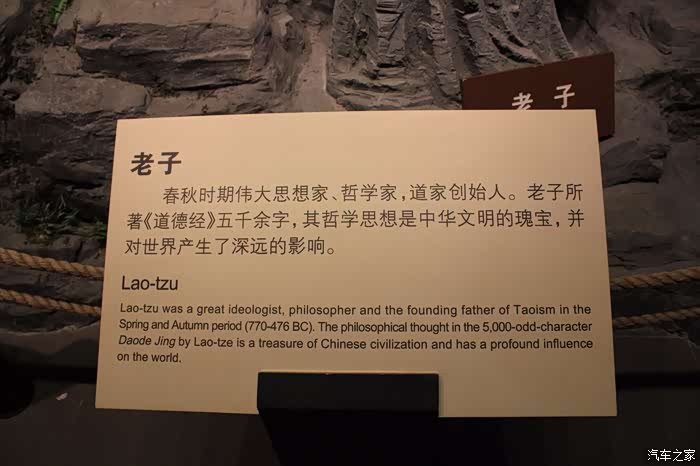 老子
老子
春秋时期伟大思想家、哲学家,道家创始人。老子所
著《道德经》五千余字,其哲学思想是中华文明的瑰宝,并
对世界产生了深远的影响。
Lao-tzu
Lao-tzu was a great ideologist, philosopher and the founding father of Taoism in the
Spring and Autumn period (770-476 BC). The philosophical thought in the 5,000-odd-character
Daode Jing by Lao-tze is a treasure of Chinese civilization and has a profound influence
on the world.
汽车之家